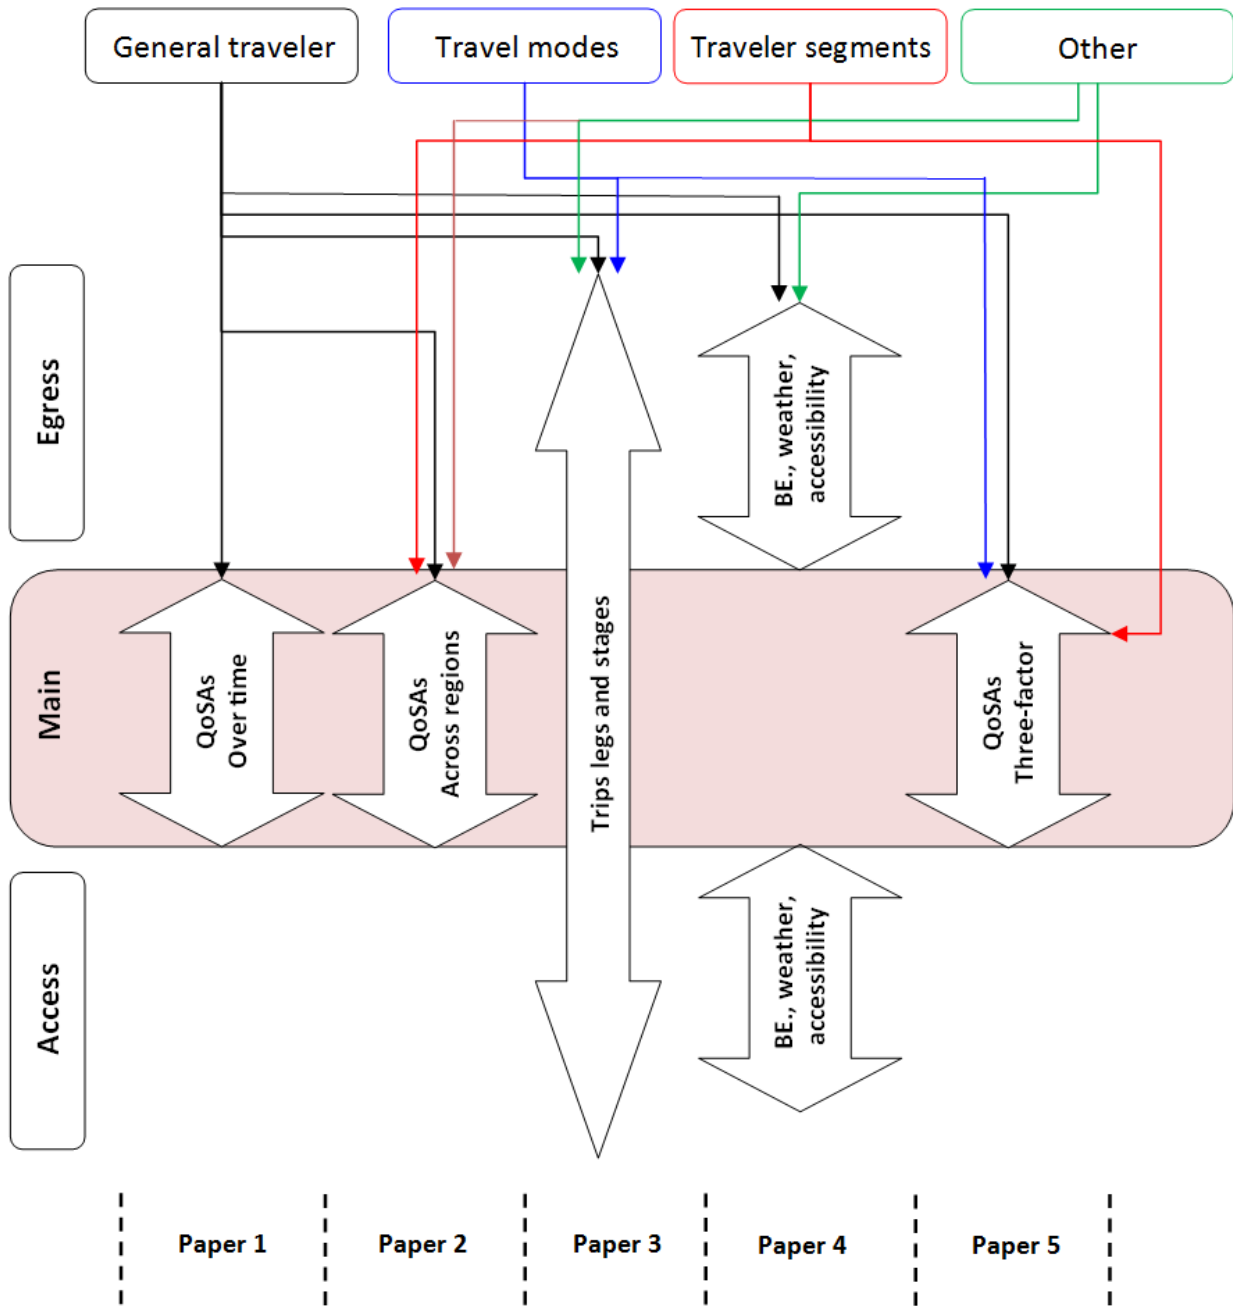 General traveler
Travel modes
Traveler segments
Other
Egress
BE., weather,
accessibility
Main
QoSAs
Over time
QoSAs
Across regions
Trips legs and stages
QoSAs
Three-factor
Access
BE., weather,
accessibility
Paper 1
Paper 2
Paper 3
Paper 4
Paper 5